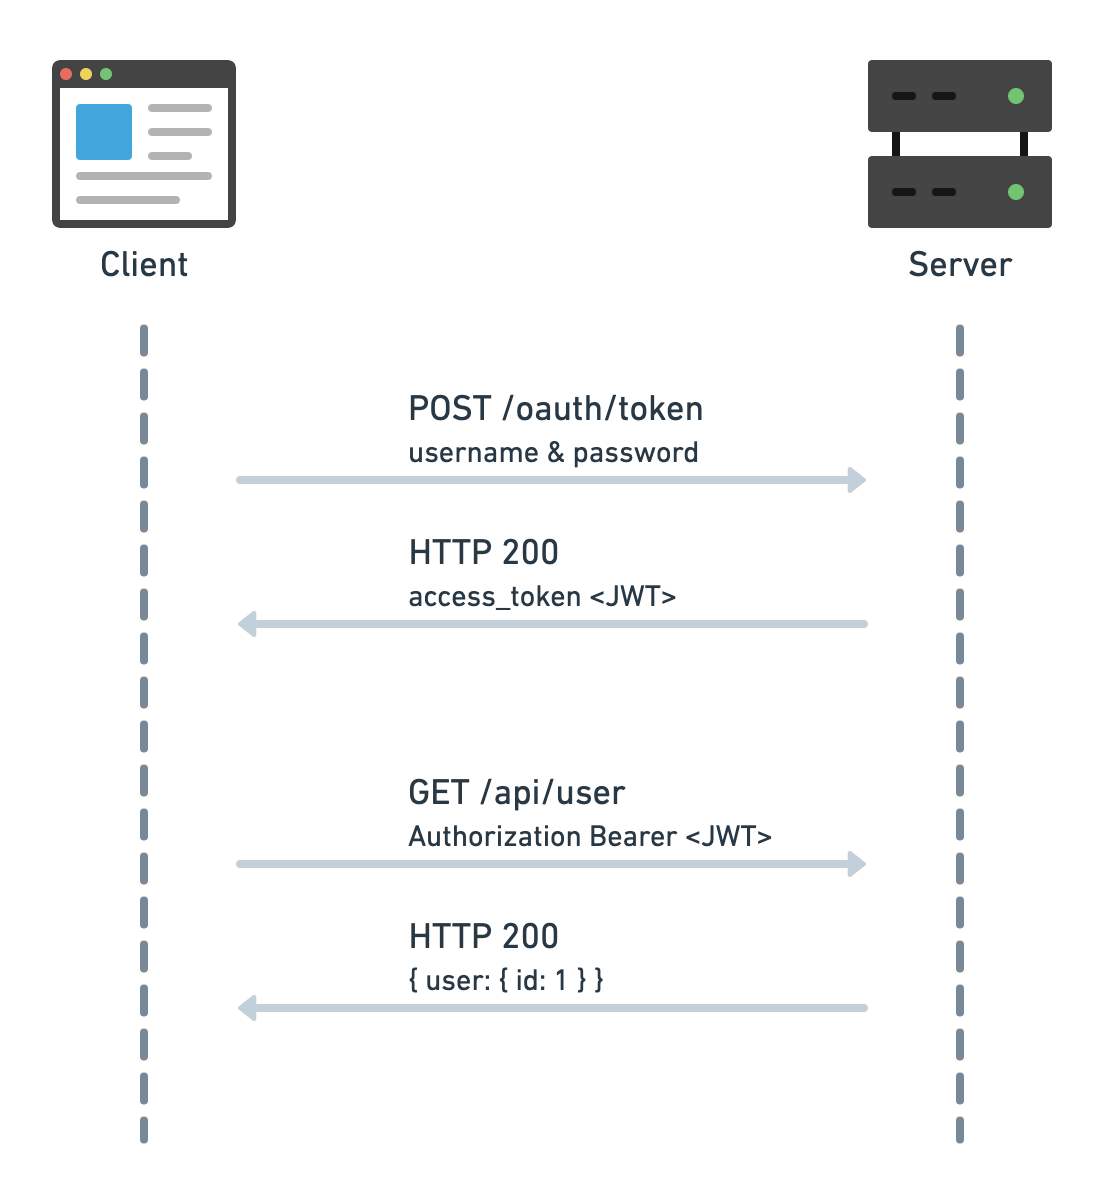 Client
Server
POST /oauth/token
username & password
HTTP 200
access_token <JWT>
GET /api/user
Authorization Bearer <JWT>
HTTP 200
{ user: { id: 1 } }